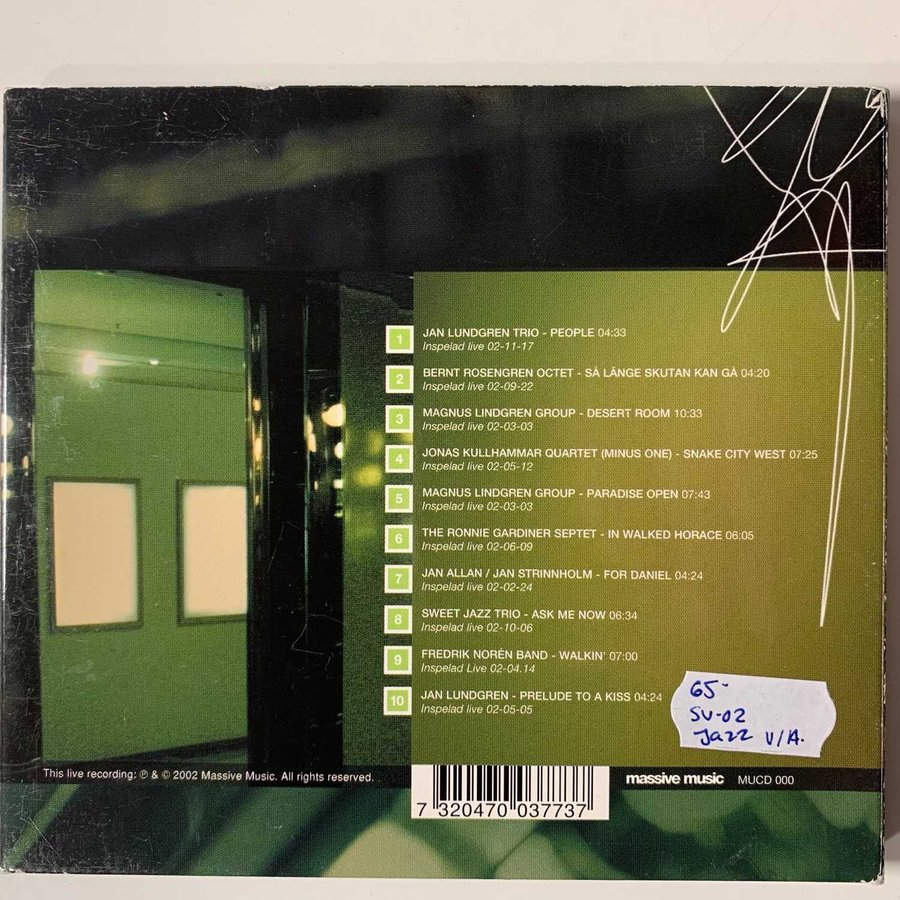 1 JAN LUNDGREN TRIO - PEOPLE 04:33
Inspelad live 02-11-17
2 BERNT ROSENGREN OCTET - SÅ LÄNGE SKUTAN KAN GÅ 04:20
Inspelad live 02-09-22
3 MAGNUS LINDGREN GROUP - DESERT ROOM 10:33
Inspelad live 02-03-03
4 JONAS KULLHAMMAR QUARTET (MINUS ONE) - SNAKE CITY WEST 07:25
Inspelad live 02-05-12
5 MAGNUS LINDGREN GROUP - PARADISE OPEN 07:43
Inspelad live 02-03-03
6 THE RONNIE GARDINER SEPTET - IN WALKED HORACE 06:05
Inspelad live 02-06-09
7 JAN ALLAN / JAN STRINNHOLM - FOR DANIEL 04:24
Inspelad live 02-02-24
8 SWEET JAZZ TRIO - ASK ME NOW 06:34
Inspelad live 02-10-06
9 FREDRIK NORÉN BAND - WALKIN' 07:00
Inspelad Live 02-04.14
10 JAN LUNDGREN - PRELUDE TO A KISS 04:24
Inspelad live 02-05-05
65-
SV-02
Jazz V/A.
This live recording: ℗ & © 2002 Massive Music. All rights reserved.
massive music MUCD 000
7 320470 037737